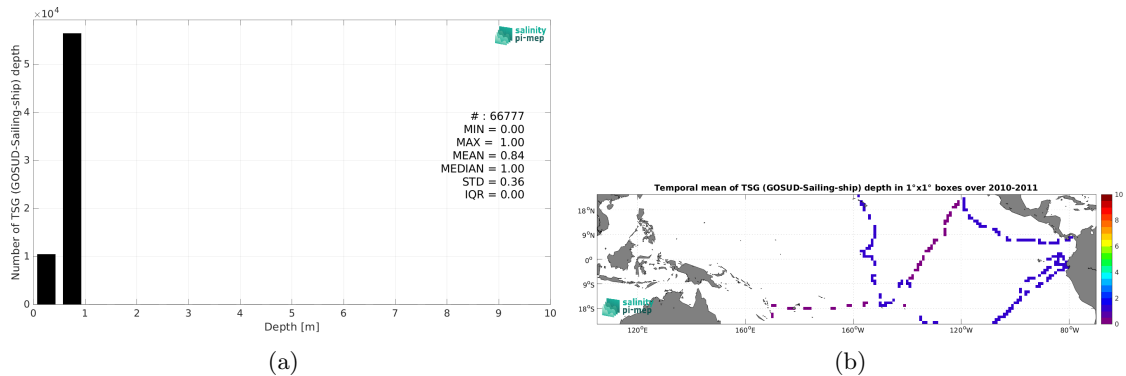 ×10⁴
Number of TSG (GOSUD-Sailing-ship) depth
5
4
3
2
1
0
0 1 2 3 4 5 6 7 8 9 10
Depth [m]
salinity
pi-mep
# : 66777
MIN = 0.00
MAX = 1.00
MEAN = 0.84
MEDIAN = 1.00
STD = 0.36
IQR = 0.00
(a)
Temporal mean of TSG (GOSUD-Sailing-ship) depth in 1°x1° boxes over 2010-2011
18°N
9°N
0°
9°S
18°S
120°E 160°E 160°W 120°W 80°W
salinity
pi-mep
10
8
6
4
2
0
(b)